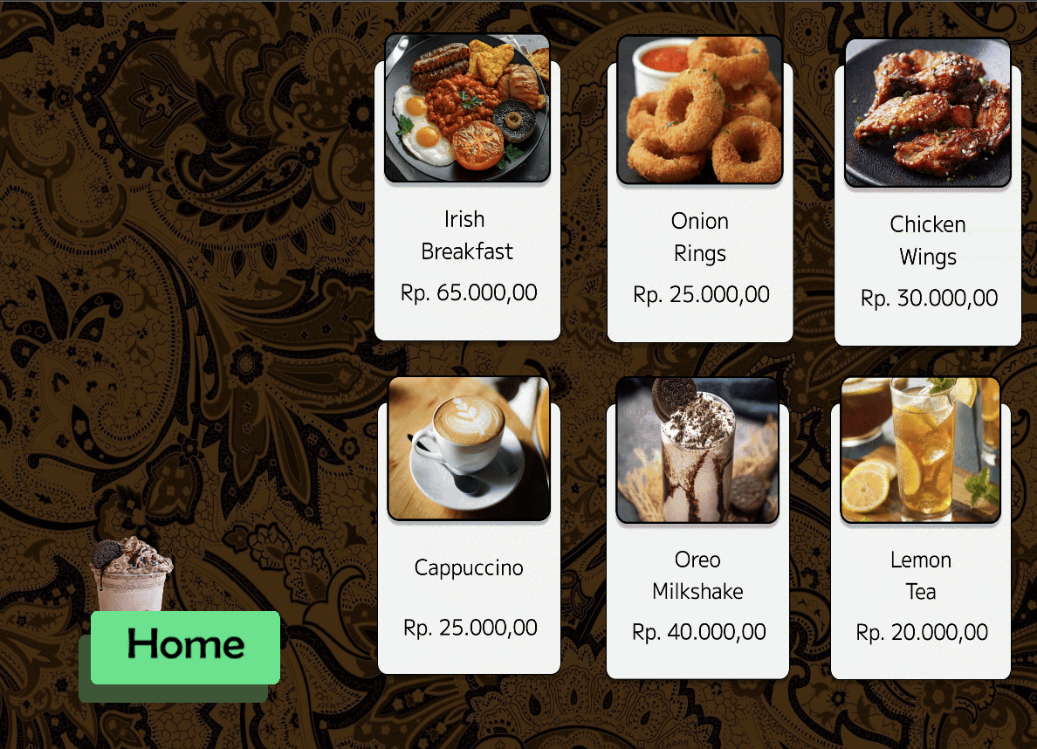 Irish
Breakfast
Rp. 65.000,00
Onion
Rings
Rp. 25.000,00
Chicken
Wings
Rp. 30.000,00
Cappuccino
Rp. 25.000,00
Oreo
Milkshake
Rp. 40.000,00
Lemon
Tea
Rp. 20.000,00
Home